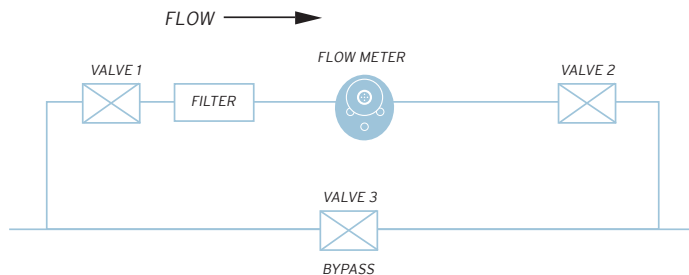 FLOW
FLOW METER
VALVE 1
VALVE 2
FILTER
VALVE 3
BYPASS